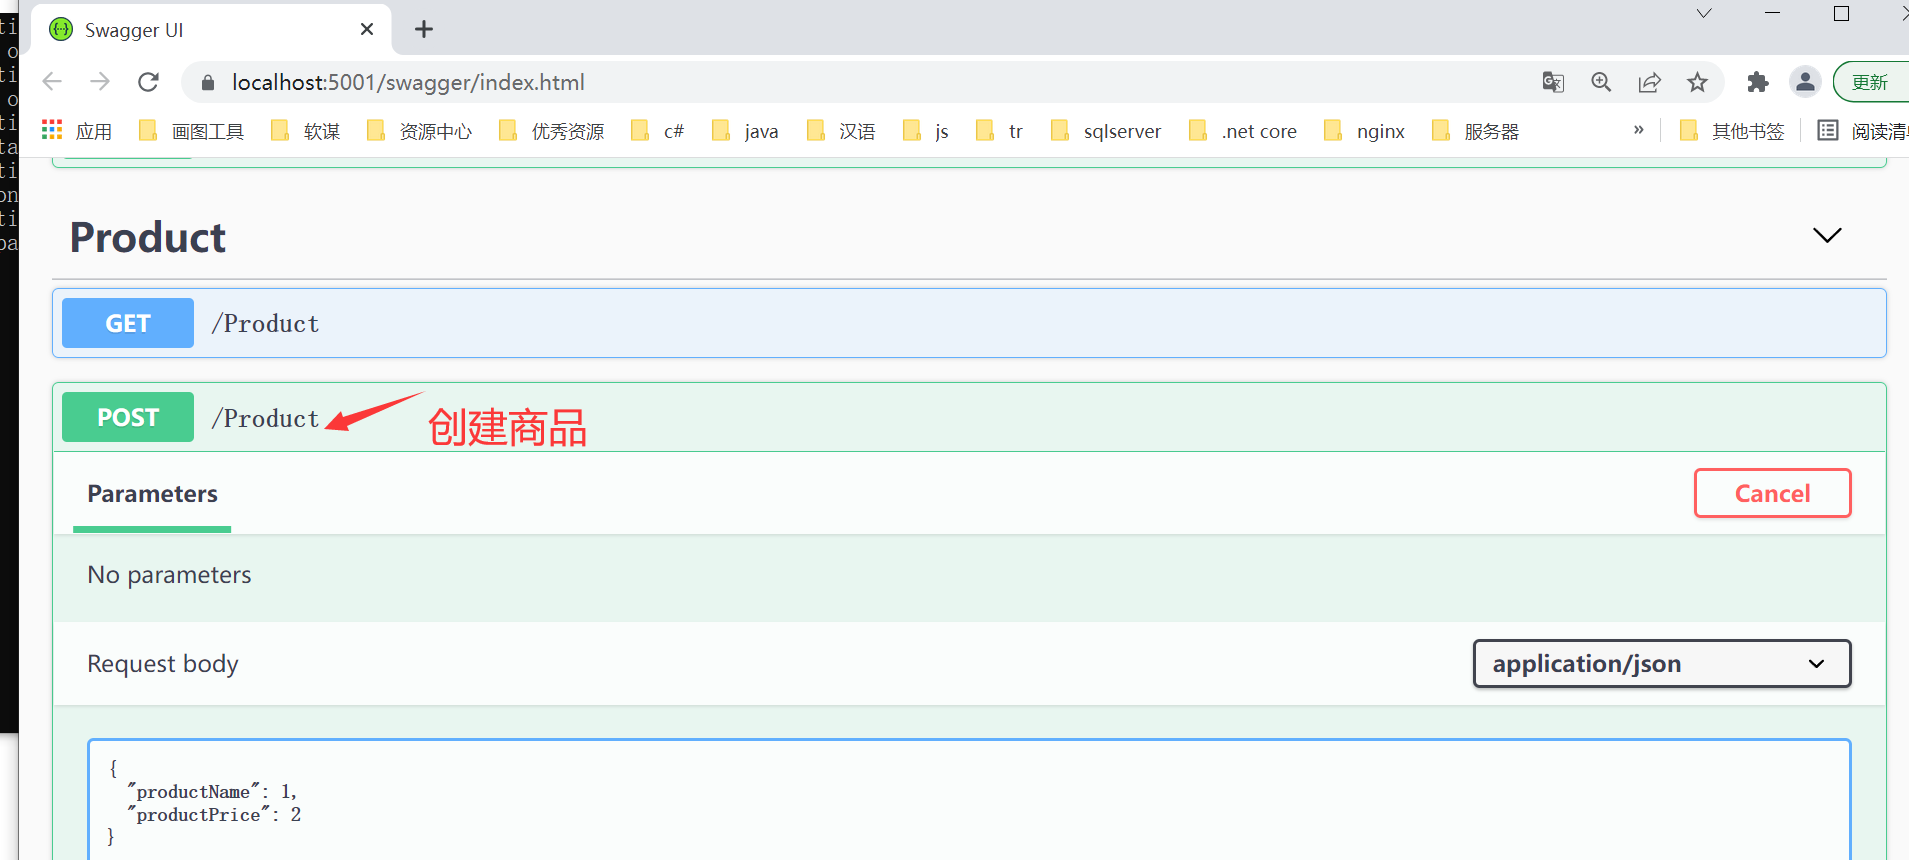 Swagger UI
localhost:5001/swagger/index.html
更新
应用 画图工具 软谋 资源中心 优秀资源 c# java 汉语 js tr sqlserver .net core nginx 服务器 » 其他书签 阅读清单
Product
GET /Product
POST /Product 创建商品
Parameters Cancel
No parameters
Request body application/json
{
"productName": 1,
"productPrice": 2
}